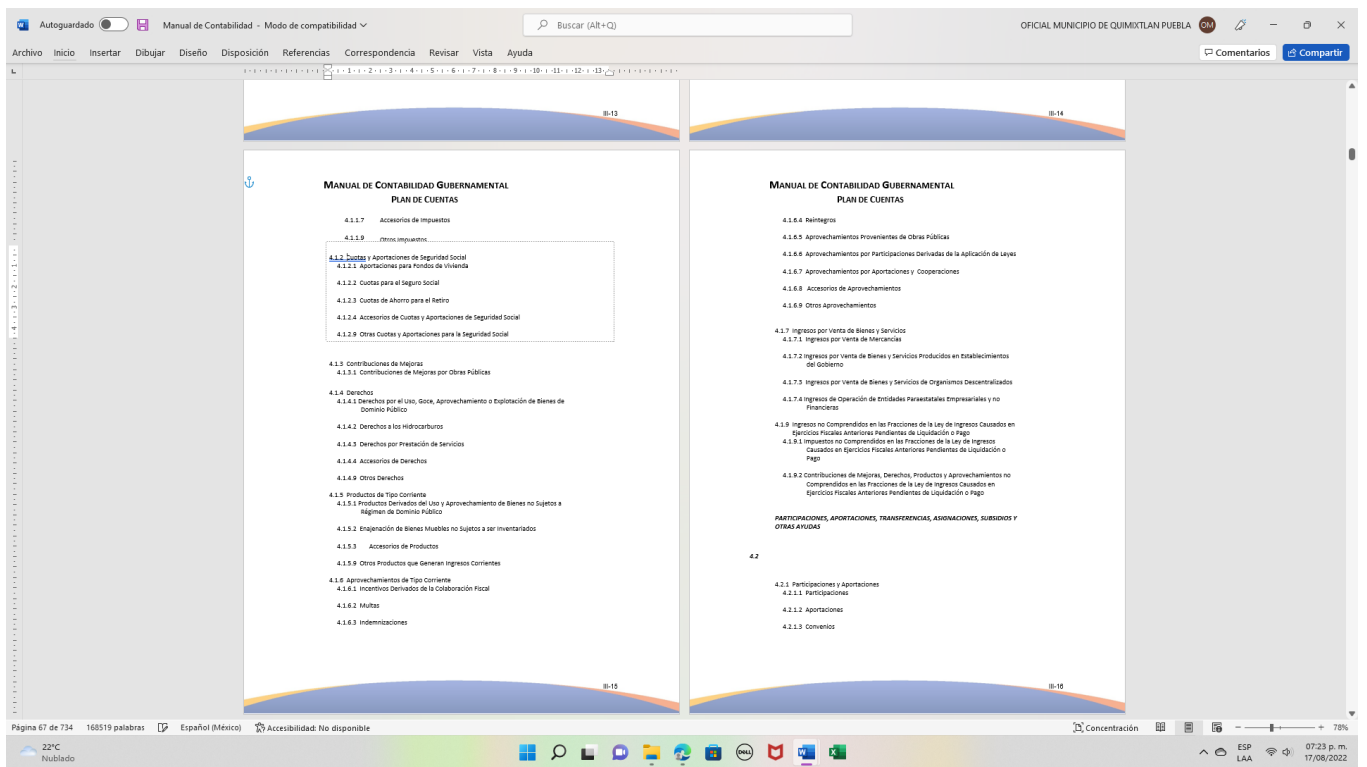 Autoguardado
Manual de Contabilidad - Modo de compatibilidad
Buscar (Alt+Q)
OFICIAL MUNICIPIO DE QUIMIXTLAN PUEBLA
OM
Archivo Inicio Insertar Dibujar Diseño Disposición Referencias Correspondencia Revisar Vista Ayuda
Comentarios
Compartir
III-13
III-14
MANUAL DE CONTABILIDAD GUBERNAMENTAL
PLAN DE CUENTAS
4.1.1.7 Accesorios de Impuestos
4.1.1.9 Otros Impuestos
4.1.2 Cuotas y Aportaciones de Seguridad Social
4.1.2.1 Aportaciones para Fondos de Vivienda
4.1.2.2 Cuotas para el Seguro Social
4.1.2.3 Cuotas de Ahorro para el Retiro
4.1.2.4 Accesorios de Cuotas y Aportaciones de Seguridad Social
4.1.2.9 Otras Cuotas y Aportaciones para la Seguridad Social
4.1.3 Contribuciones de Mejoras
4.1.3.1 Contribuciones de Mejoras por Obras Públicas
4.1.4 Derechos
4.1.4.1 Derechos por el Uso, Goce, Aprovechamiento o Explotación de Bienes de
Dominio Público
4.1.4.2 Derechos a los Hidrocarburos
4.1.4.3 Derechos por Prestación de Servicios
4.1.4.4 Accesorios de Derechos
4.1.4.9 Otros Derechos
4.1.5 Productos de Tipo Corriente
4.1.5.1 Productos Derivados del Uso y Aprovechamiento de Bienes no Sujetos a
Régimen de Dominio Público
4.1.5.2 Enajenación de Bienes Muebles no Sujetos a ser Inventariados
4.1.5.3 Accesorios de Productos
4.1.5.9 Otros Productos que Generan Ingresos Corrientes
4.1.6 Aprovechamientos de Tipo Corriente
4.1.6.1 Incentivos Derivados de la Colaboración Fiscal
4.1.6.2 Multas
4.1.6.3 Indemnizaciones
III-15
MANUAL DE CONTABILIDAD GUBERNAMENTAL
PLAN DE CUENTAS
4.1.6.4 Reintegros
4.1.6.5 Aprovechamientos Provenientes de Obras Públicas
4.1.6.6 Aprovechamientos por Participaciones Derivadas de la Aplicación de Leyes
4.1.6.7 Aprovechamientos por Aportaciones y Cooperaciones
4.1.6.8 Accesorios de Aprovechamientos
4.1.6.9 Otros Aprovechamientos
4.1.7 Ingresos por Venta de Bienes y Servicios
4.1.7.1 Ingresos por Venta de Mercancías
4.1.7.2 Ingresos por Venta de Bienes y Servicios Producidos en Establecimientos
del Gobierno
4.1.7.3 Ingresos por Venta de Bienes y Servicios de Organismos Descentralizados
4.1.7.4 Ingresos de Operación de Entidades Paraestatales Empresariales y no
Financieras
4.1.9 Ingresos no Comprendidos en las Fracciones de la Ley de Ingresos Causados en
Ejercicios Fiscales Anteriores Pendientes de Liquidación o Pago
4.1.9.1 Impuestos no Comprendidos en las Fracciones de la Ley de Ingresos
Causados en Ejercicios Fiscales Anteriores Pendientes de Liquidación o
Pago
4.1.9.2 Contribuciones de Mejoras, Derechos, Productos y Aprovechamientos no
Comprendidos en las Fracciones de la Ley de Ingresos Causados en
Ejercicios Fiscales Anteriores Pendientes de Liquidación o Pago
PARTICIPACIONES, APORTACIONES, TRANSFERENCIAS, ASIGNACIONES, SUBSIDIOS Y
OTRAS AYUDAS
4.2
4.2.1 Participaciones y Aportaciones
4.2.1.1 Participaciones
4.2.1.2 Aportaciones
4.2.1.3 Convenios
III-16
Página 67 de 734 168519 palabras Español (México) Accesibilidad: No disponible
Concentración
78%
22°C
Nublado
ESP
LAA
07:23 p. m.
17/08/2022